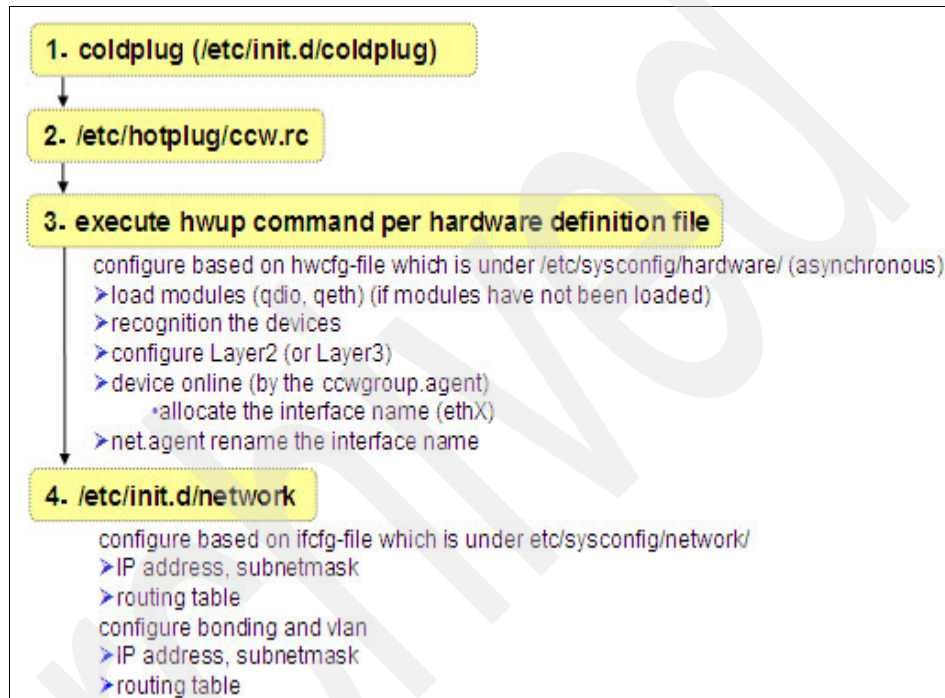 1. coldplug (/etc/init.d/coldplug)
2. /etc/hotplug/ccw.rc
3. execute hwup command per hardware definition file
configure based on hwcfg-file which is under /etc/sysconfig/hardware/ (asynchronous)
➤load modules (qdio, qeth) (if modules have not been loaded)
➤recognition the devices
➤configure Layer2 (or Layer3)
➤device online (by the ccwgroup.agent)
•allocate the interface name (ethX)
➤net.agent rename the interface name
4. /etc/init.d/network
configure based on ifcfg-file which is under etc/sysconfig/network/
➤IP address, subnetmask
➤routing table
configure bonding and vlan
➤IP address, subnetmask
➤routing table